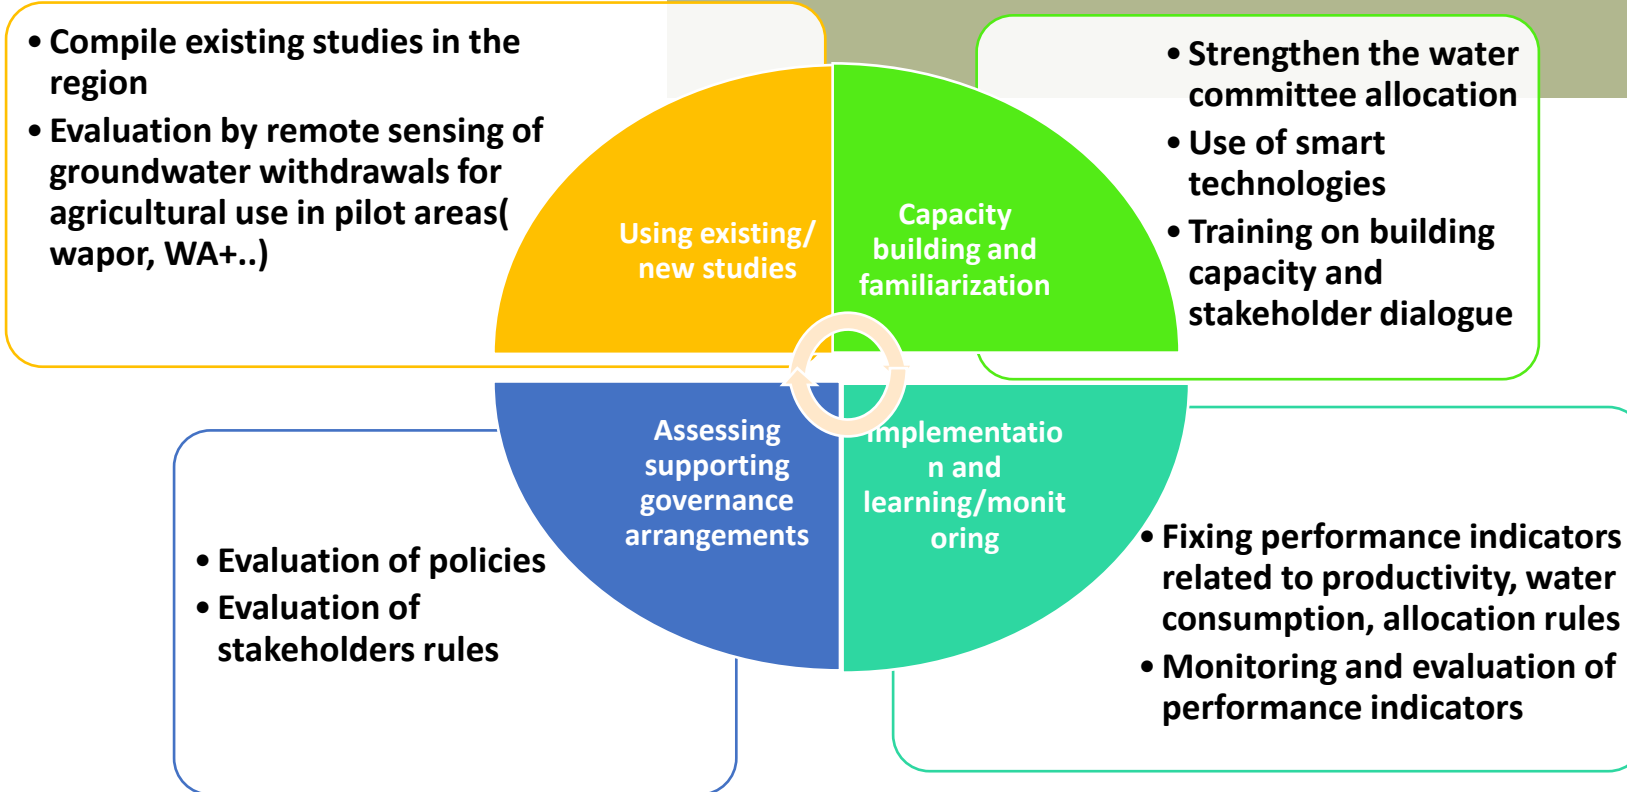 • Compile existing studies in the
region
• Evaluation by remote sensing of
groundwater withdrawals for
agricultural use in pilot areas(
wapor, WA+..)
Using existing/
new studies
Capacity
building and
familiarization
• Strengthen the water
committee allocation
• Use of smart
technologies
• Training on building
capacity and
stakeholder dialogue
Assessing
supporting
governance
arrangements
• Evaluation of policies
• Evaluation of
stakeholders rules
Implementatio
n and
learning/monit
oring
• Fixing performance indicators
related to productivity, water
consumption, allocation rules
• Monitoring and evaluation of
performance indicators